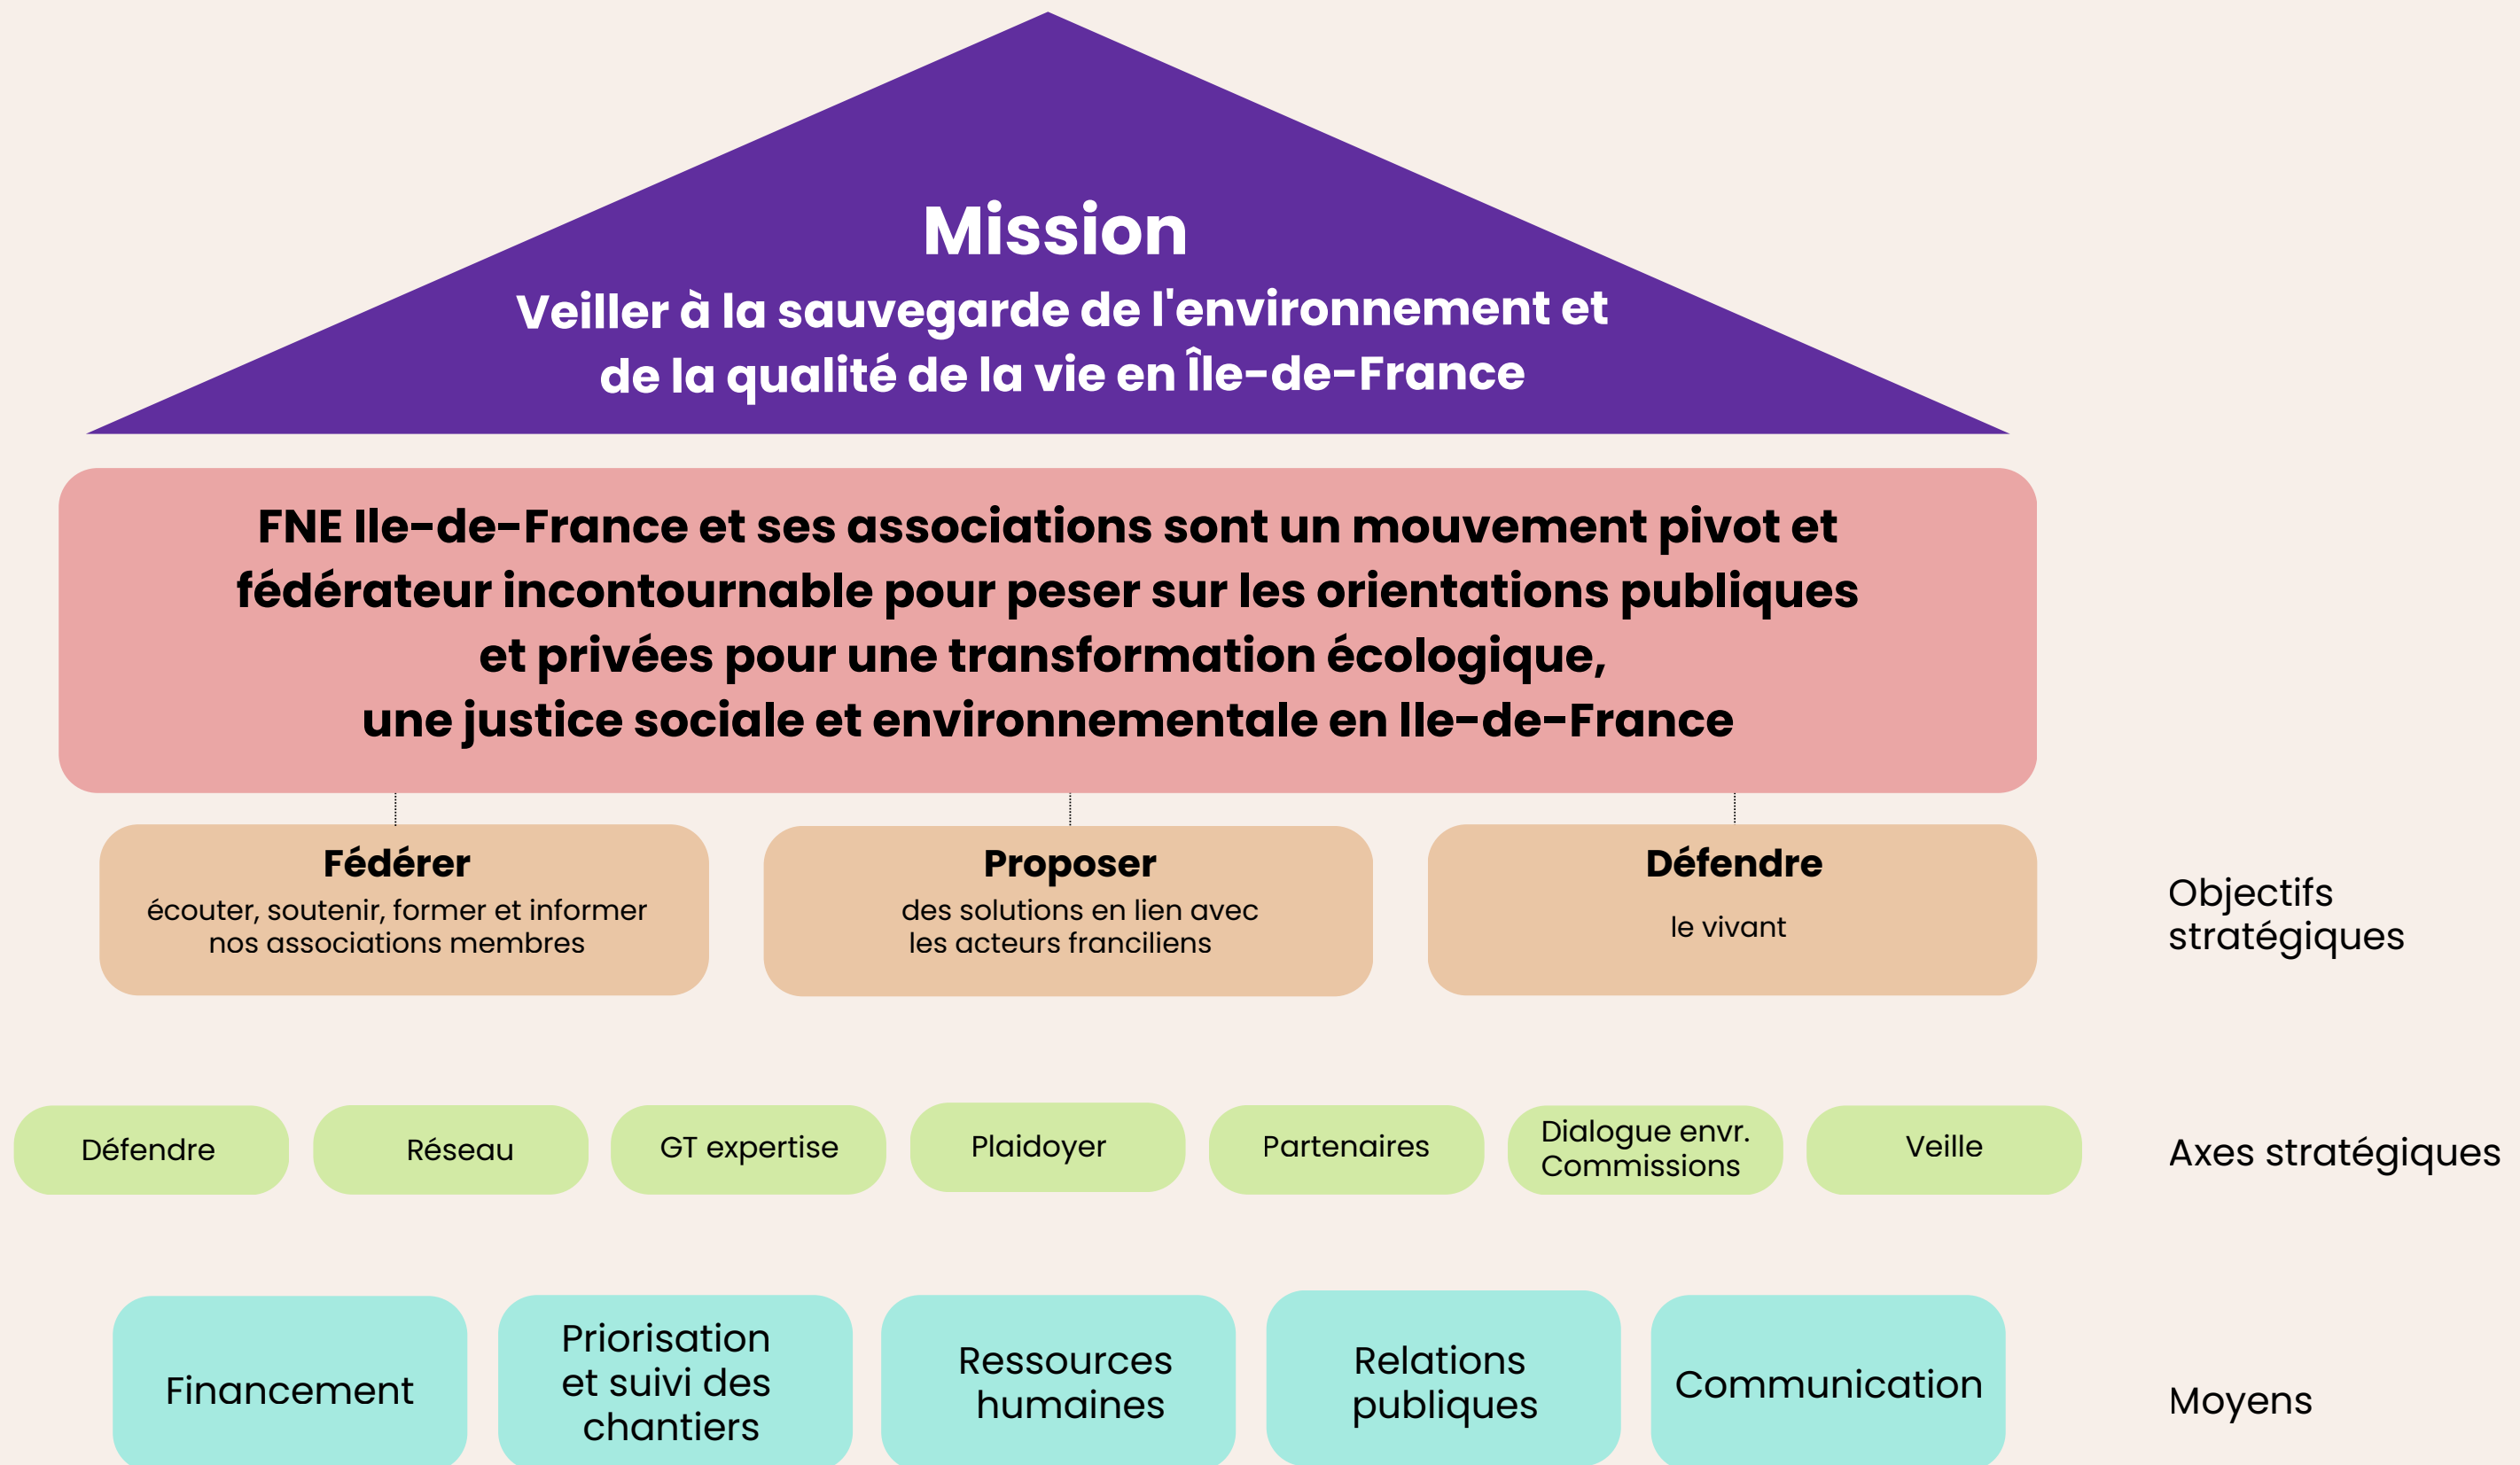 Mission
Veiller à la sauvegarde de l'environnement et
de la qualité de la vie en Île-de-France
FNE Ile-de-France et ses associations sont un mouvement pivot et
fédérateur incontournable pour peser sur les orientations publiques
et privées pour une transformation écologique,
une justice sociale et environnementale en Ile-de-France
Fédérer
écouter, soutenir, former et informer
nos associations membres
Proposer
des solutions en lien avec
les acteurs franciliens
Défendre
le vivant
Objectifs
stratégiques
Défendre
Réseau
GT expertise
Plaidoyer
Partenaires
Dialogue envr.
Commissions
Veille
Axes stratégiques
Financement
Priorisation
et suivi des
chantiers
Ressources
humaines
Relations
publiques
Communication
Moyens